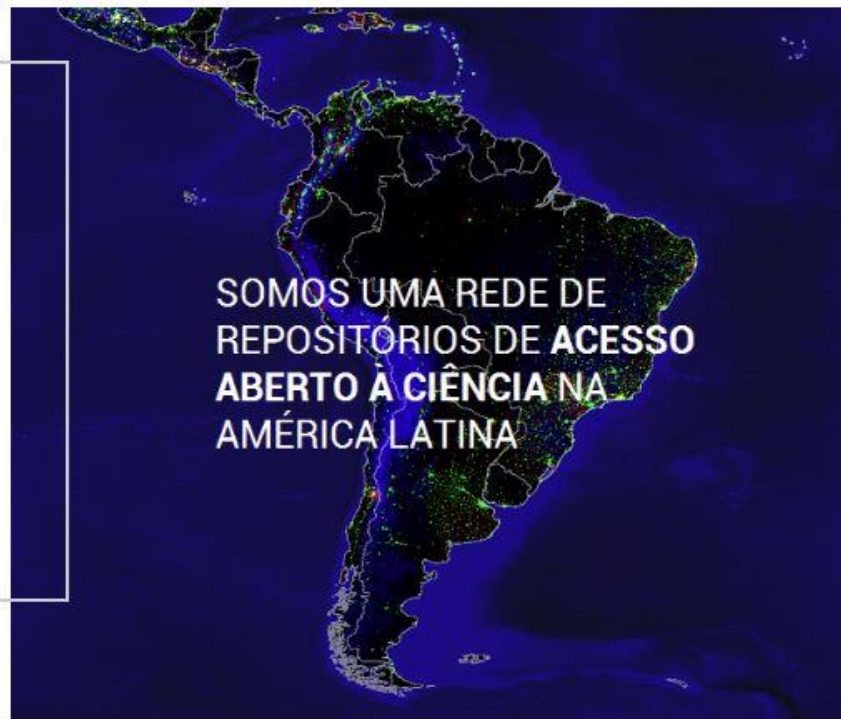 SOMOS UMA REDE DE
REPOSITÓRIOS DE ACESSO
ABERTO À CIÊNCIA NA
AMÉRICA LATINA